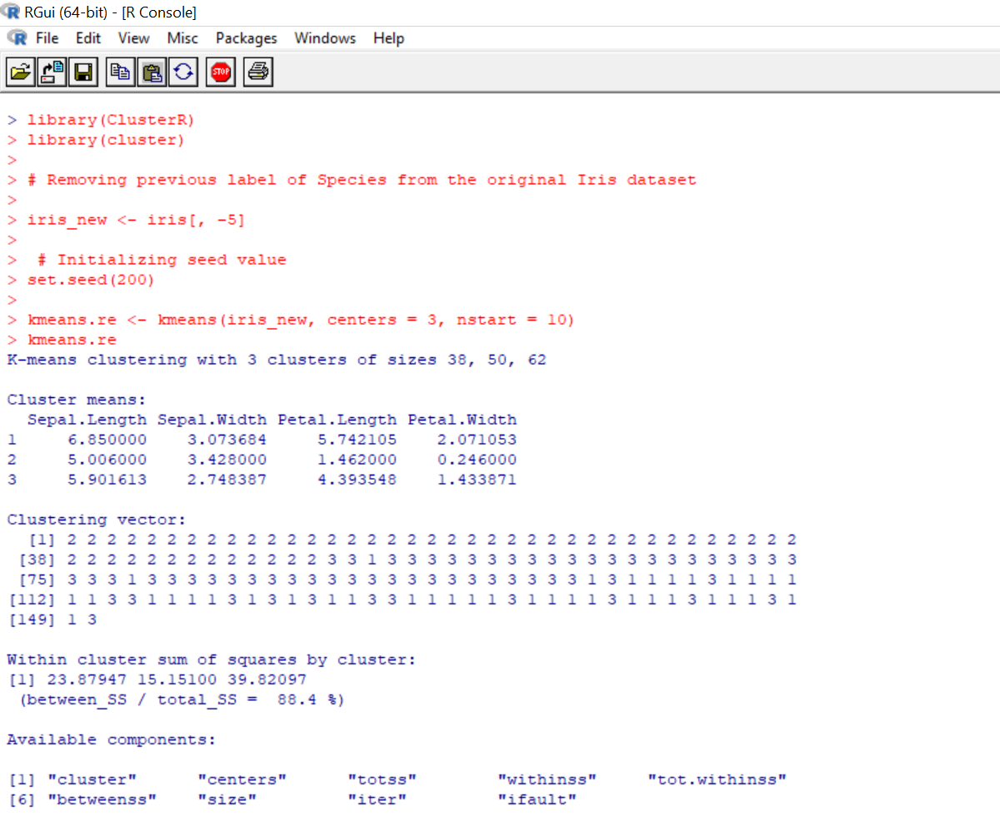 RGui (64-bit) - [R Console]
File Edit View Misc Packages Windows Help
STOP
> library(ClusterR)
> library(cluster)
>
> # Removing previous label of Species from the original Iris dataset
>
> iris_new <- iris[, -5]
>
>  # Initializing seed value
> set.seed(200)
>
> kmeans.re <- kmeans(iris_new, centers = 3, nstart = 10)
> kmeans.re
K-means clustering with 3 clusters of sizes 38, 50, 62
Cluster means:
  Sepal.Length Sepal.Width Petal.Length Petal.Width
1     6.850000    3.073684     5.742105    2.071053
2     5.006000    3.428000     1.462000    0.246000
3     5.901613    2.748387     4.393548    1.433871
Clustering vector:
  [1] 2 2 2 2 2 2 2 2 2 2 2 2 2 2 2 2 2 2 2 2 2 2 2 2 2 2 2 2 2 2 2 2 2 2 2 2 2
 [38] 2 2 2 2 2 2 2 2 2 2 2 2 2 3 3 1 3 3 3 3 3 3 3 3 3 3 3 3 3 3 3 3 3 3 3 3 3
 [75] 3 3 3 1 3 3 3 3 3 3 3 3 3 3 3 3 3 3 3 3 3 3 3 3 3 3 1 3 1 1 1 1 3 1 1 1 1
[112] 1 1 3 3 1 1 1 1 3 1 3 1 3 1 1 3 3 1 1 1 1 1 3 1 1 1 1 3 1 1 1 3 1 1 1 3 1
[149] 1 3
Within cluster sum of squares by cluster:
[1] 23.87947 15.15100 39.82097
 (between_SS / total_SS =  88.4 %)
Available components:
[1] "cluster"      "centers"      "totss"        "withinss"     "tot.withinss"
[6] "betweenss"    "size"         "iter"         "ifault"